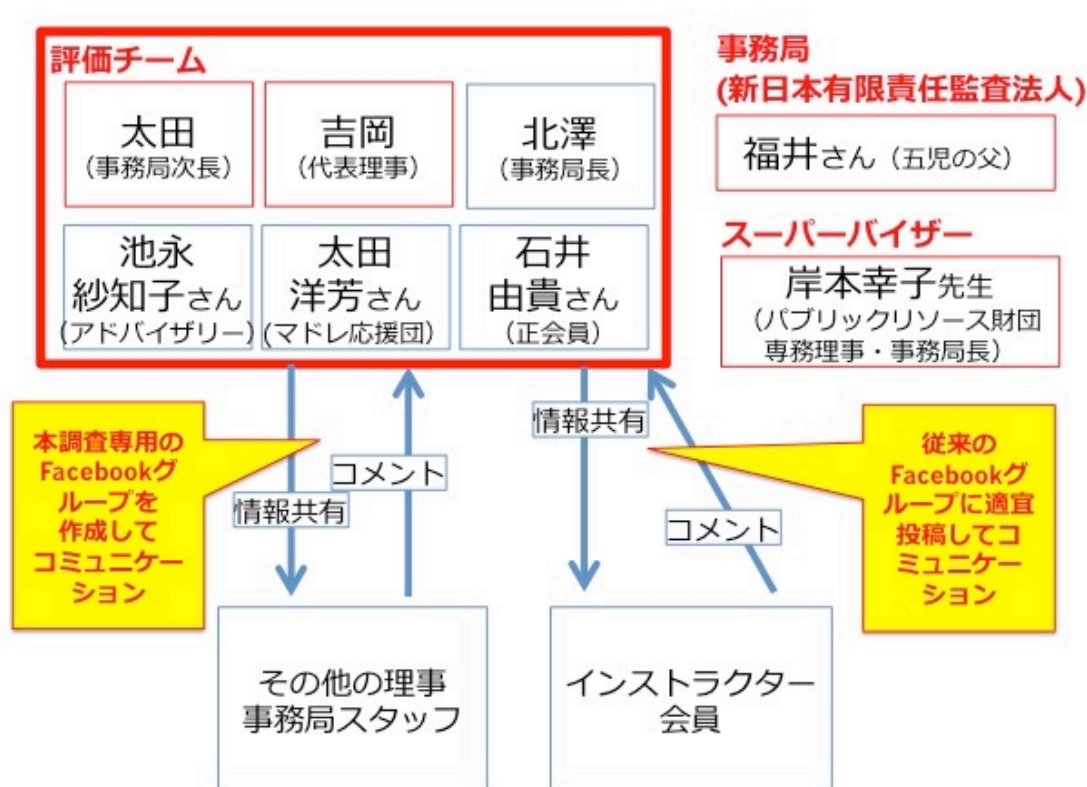 評価チーム
太田
（事務局次長）
吉岡
（代表理事）
北澤
（事務局長）
池永
紗知子さん
（アドバイザリー）
太田
洋芳さん
（マドレ応援団）
石井
由貴さん
（正会員）
事務局
(新日本有限責任監査法人)
福井さん（五児の父）
スーパーバイザー
岸本幸子先生
（パブリックリソース財団
専務理事・事務局長）
本調査専用の
Facebookグ
ループを
作成して
コミュニケー
ション
情報共有
コメント
情報共有
コメント
従来の
Facebookグ
ループに適宜
投稿してコ
ミュニケー
ション
その他の理事
事務局スタッフ
インストラクター
会員